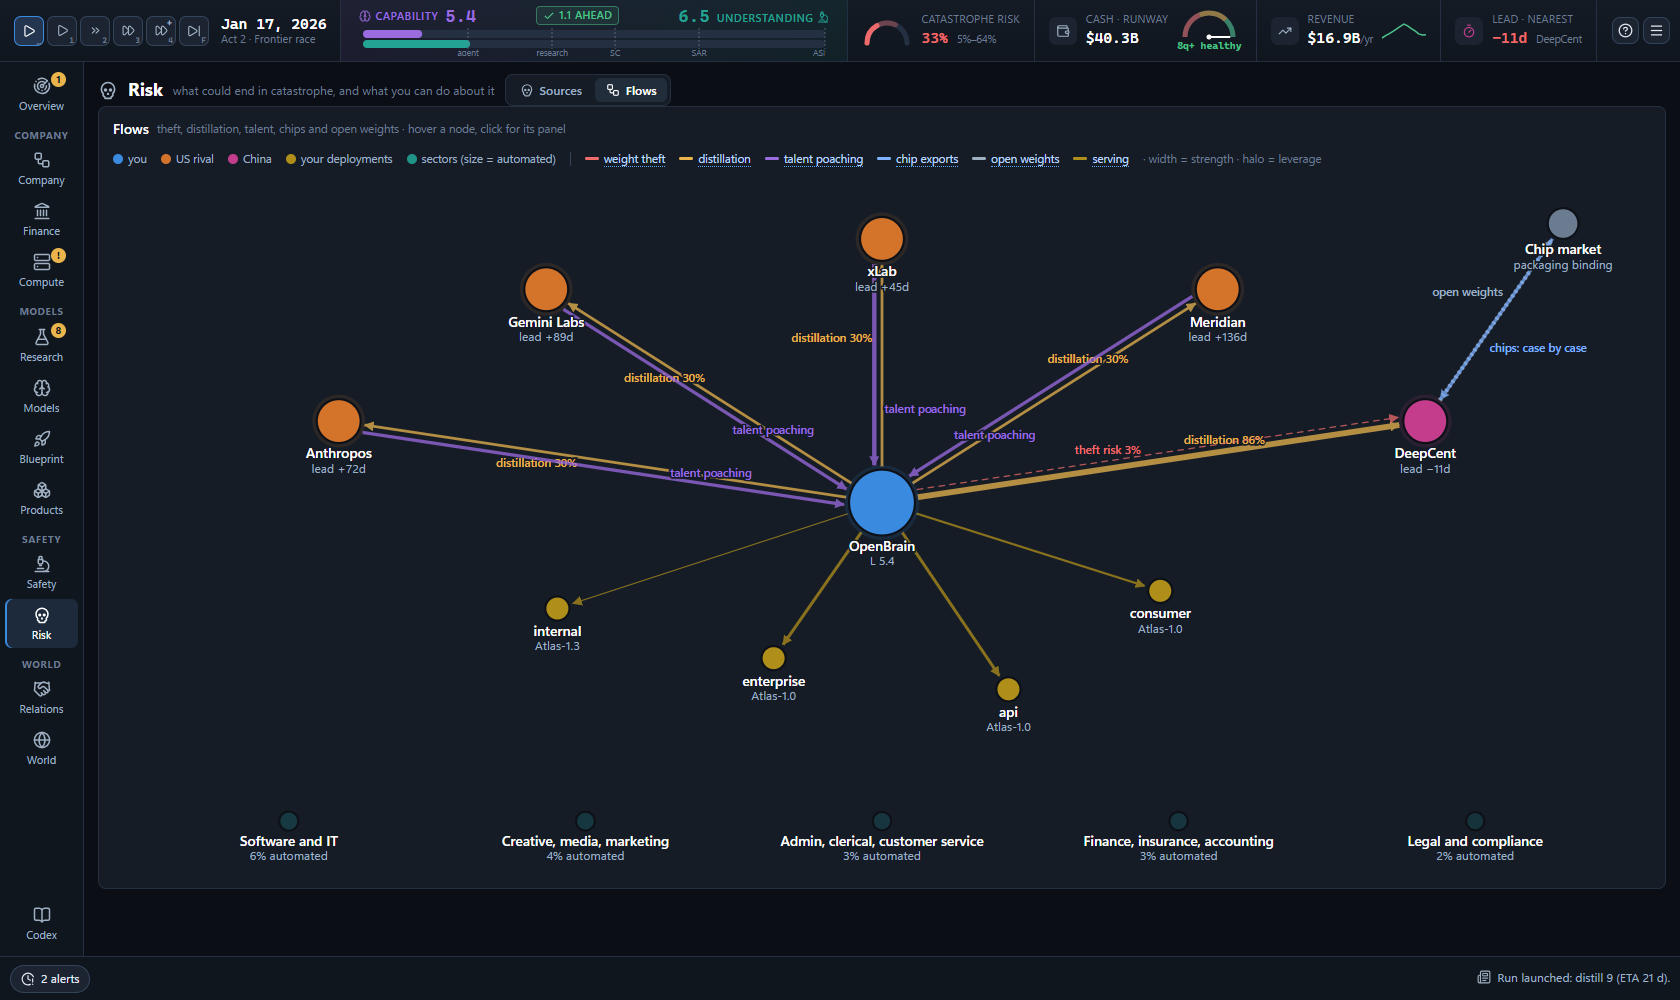 1
2
3
4
F
Jan 17, 2026
Act 2 · Frontier race
CAPABILITY 5.4
1.1 AHEAD
6.5 UNDERSTANDING
agent
research
SC
SAR
ASI
CATASTROPHE RISK
33% 5%–64%
CASH · RUNWAY
$40.3B
8q+ healthy
REVENUE
$16.9B/yr
LEAD · NEAREST
−11d DeepCent
1
Overview
COMPANY
Company
Finance
!
Compute
MODELS
8
Research
Models
Blueprint
Products
SAFETY
Safety
Risk
WORLD
Relations
World
Codex
Risk what could end in catastrophe, and what you can do about it
Sources
Flows
Flows theft, distillation, talent, chips and open weights · hover a node, click for its panel
you US rival China your deployments sectors (size = automated) weight theft distillation talent poaching chip exports open weights serving · width = strength · halo = leverage
xLab
lead +45d
Chip market
packaging binding
open weights
chips: case by case
Gemini Labs
lead +89d
Meridian
lead +136d
distillation 30%
distillation 30%
distillation 30%
talent poaching
talent poaching
talent poaching
Anthropos
lead +72d
distillation 30%
talent poaching
theft risk 3%
distillation 86%
DeepCent
lead −11d
OpenBrain
L 5.4
internal
Atlas-1.3
enterprise
Atlas-1.0
api
Atlas-1.0
consumer
Atlas-1.0
Software and IT
6% automated
Creative, media, marketing
4% automated
Admin, clerical, customer service
3% automated
Finance, insurance, accounting
3% automated
Legal and compliance
2% automated
2 alerts
Run launched: distill 9 (ETA 21 d).